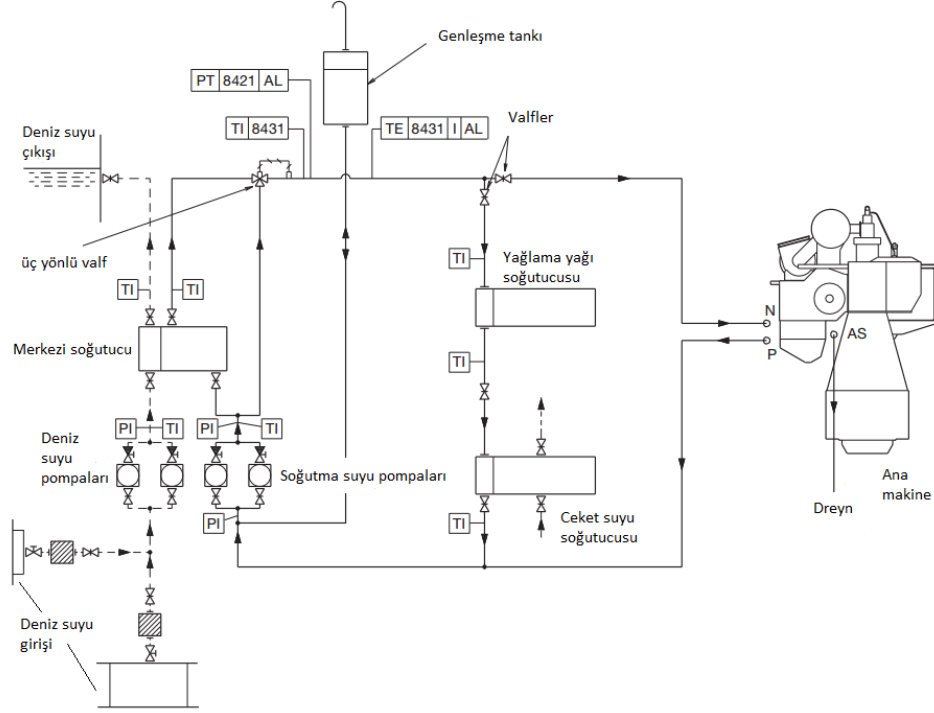 Genleşme tankı
PT 8421 AL
TI 8431
TE 8431 I AL
Valfler
Deniz suyu
çıkışı
üç yönlü valf
TI
TI
TI
Yağlama yağı
soğutucusu
Merkezi soğutucu
TI
N
P
AS
PI
TI
PI
TI
Deniz
suyu
pompaları
Soğutma suyu pompaları
PI
TI
Ceket suyu
soğutucusu
Ana
makine
Dreyn
Deniz suyu
girişi